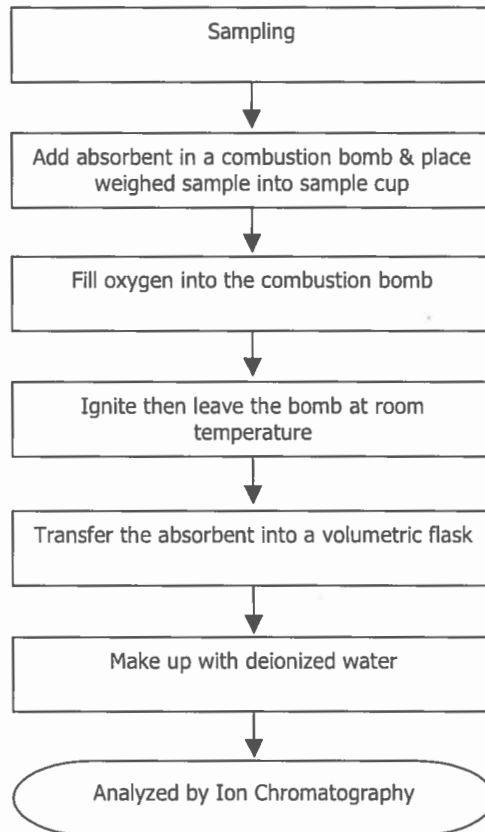 Sampling
Add absorbent in a combustion bomb & place
weighed sample into sample cup
Fill oxygen into the combustion bomb
Ignite then leave the bomb at room
temperature
Transfer the absorbent into a volumetric flask
Make up with deionized water
Analyzed by Ion Chromatography